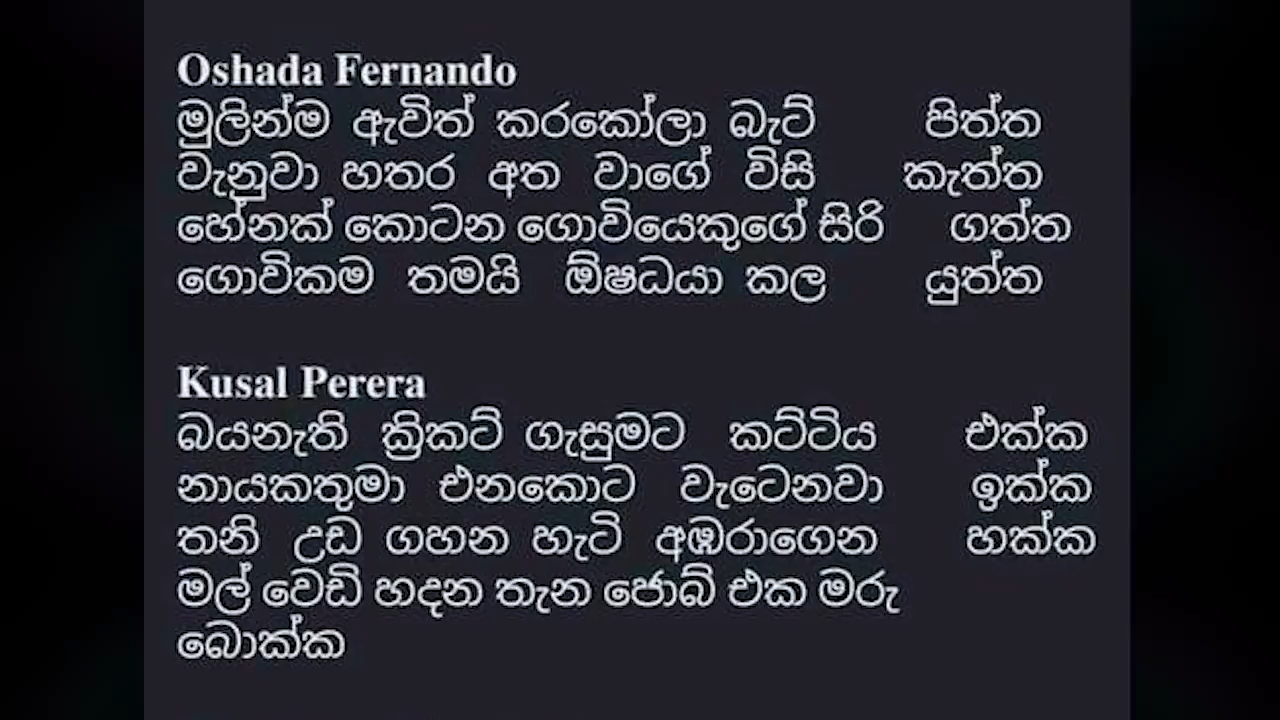 Oshada Fernando
මුලින්ම ඇවිත් කරකෝලා බැට් පිත්ත
වැනුවා හතර අත වාගේ විසි කැත්ත
හේනක් කොටන ගොවියෙකුගේ සිරි ගත්ත
ගොවිකම තමයි ඕෂධයා කල යුත්ත
Kusal Perera
බයනැති ක්‍රිකට් ගැසුමට කට්ටිය එක්ක
නායකතුමා එනකොට වැටෙනවා ඉක්ක
තනි උඩ ගහන හැටි අඹරාගෙන හක්ක
මල් වෙඩි හදන තැන ජොබ් එක මරු
බොක්ක